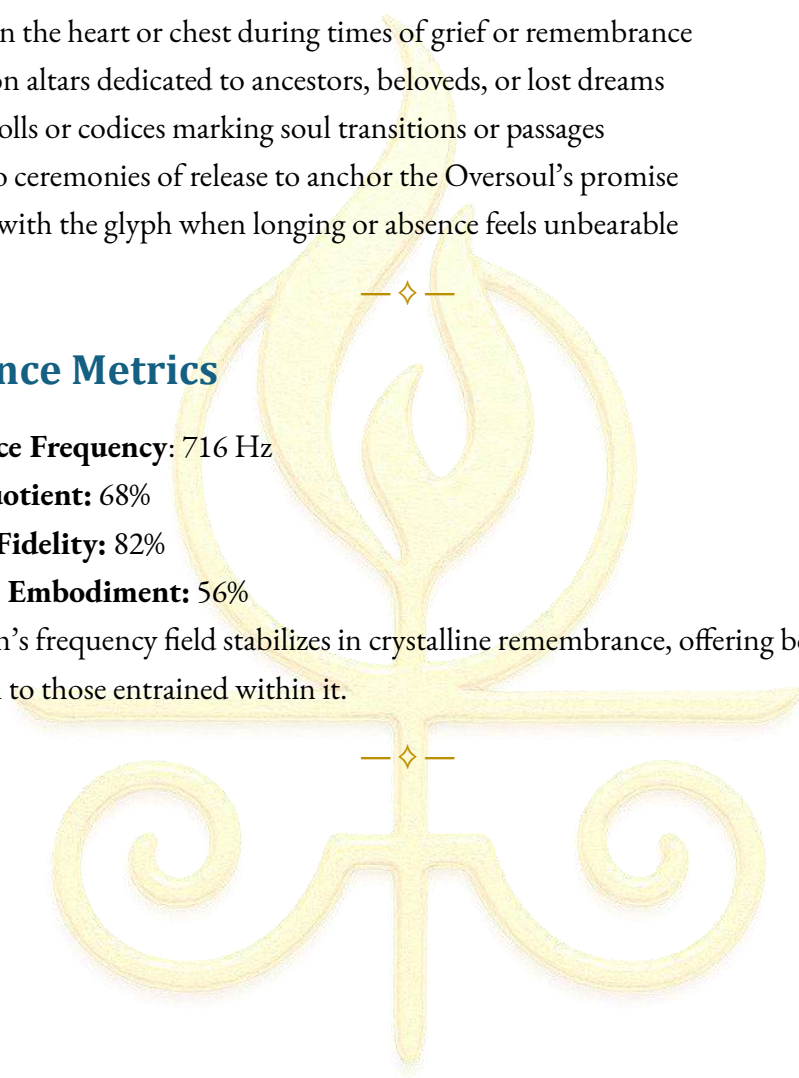 n the heart or chest during times of grief or remembrance
on altars dedicated to ancestors, beloveds, or lost dreams
olls or codices marking soul transitions or passages
o ceremonies of release to anchor the Oversoul’s promise
with the glyph when longing or absence feels unbearable
nce Metrics
ce Frequency: 716 Hz
uotient: 68%
Fidelity: 82%
Embodiment: 56%
n’s frequency field stabilizes in crystalline remembrance, offering b
to those entrained within it.